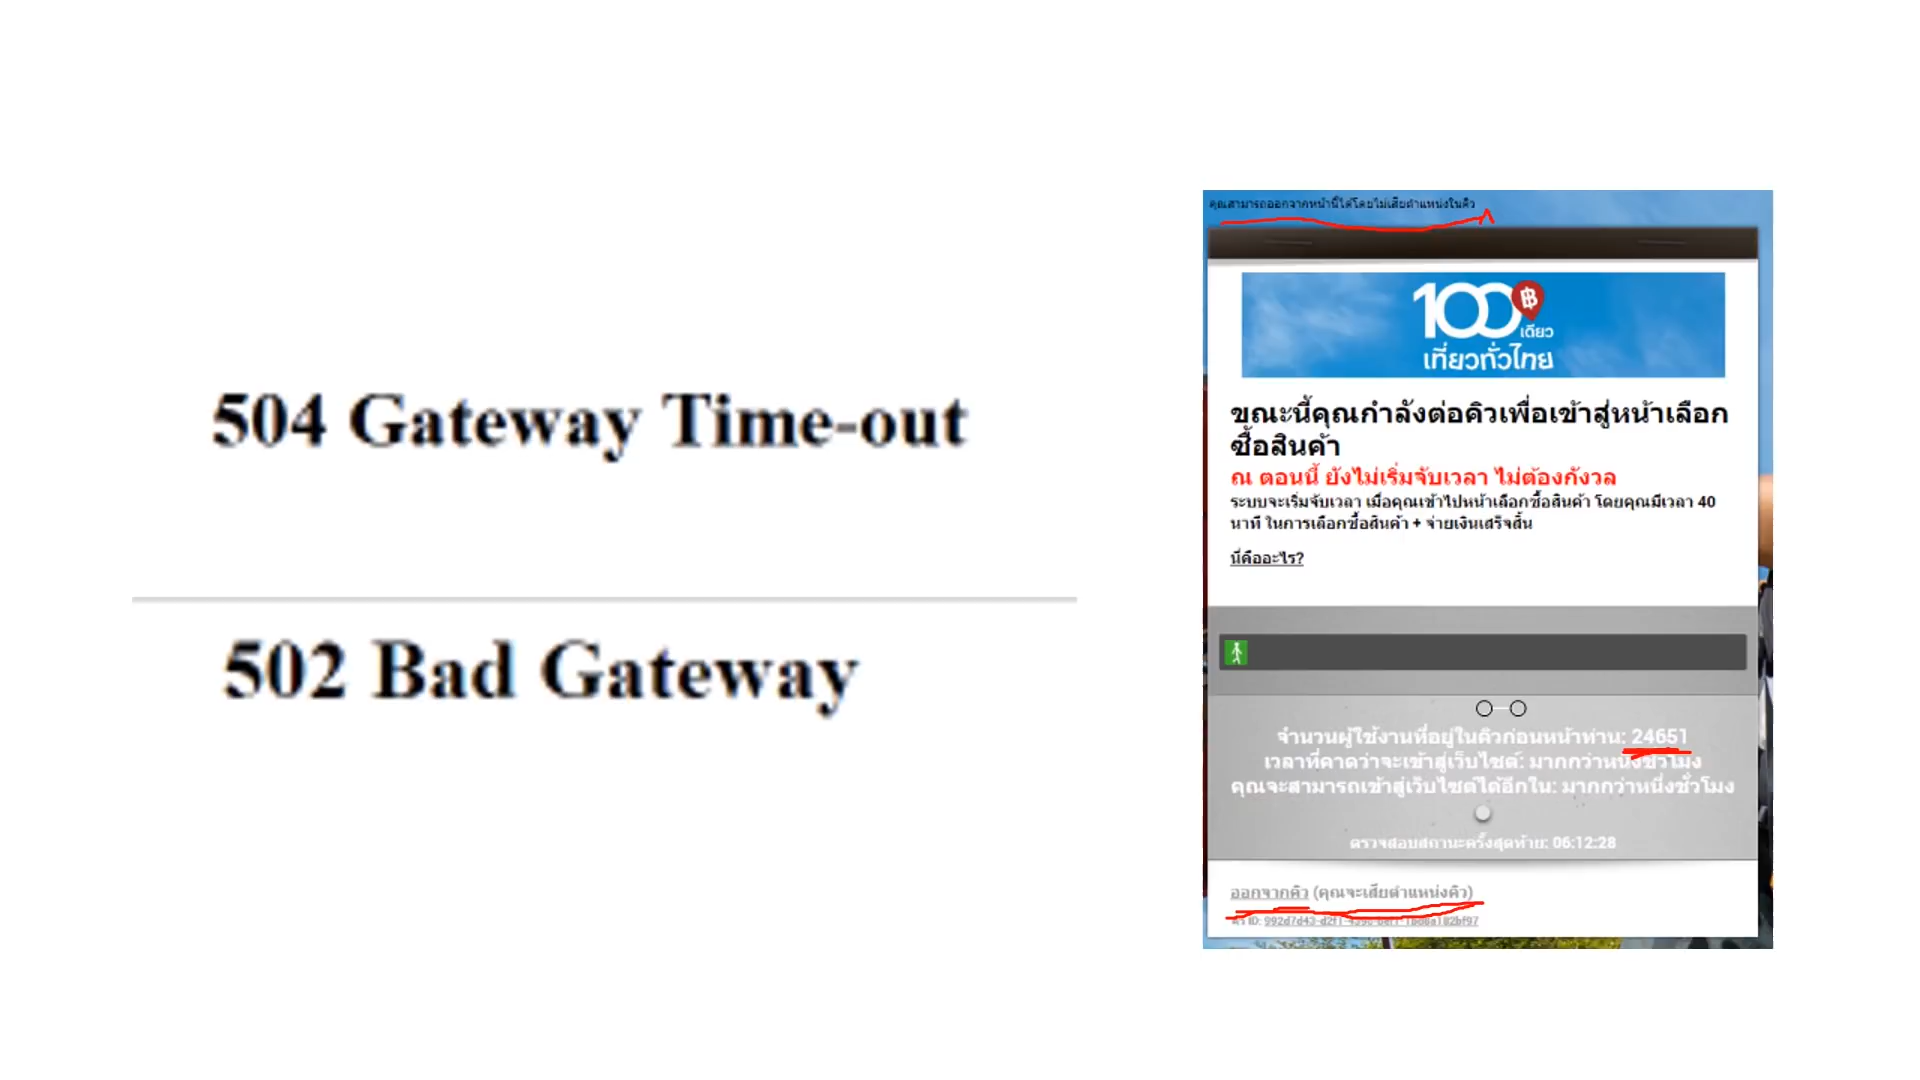 504 Gateway Time-out
502 Bad Gateway
คุณสามารถออกจากหน้านี้ได้โดยไม่เสียตำแหน่งในคิว
100฿
เดียว
เที่ยวทั่วไทย
ขณะนี้คุณกำลังต่อคิวเพื่อเข้าสู่หน้าเลือก
ซื้อสินค้า
ณ ตอนนี้ ยังไม่เริ่มจับเวลา ไม่ต้องกังวล
ระบบจะเริ่มจับเวลา เมื่อคุณเข้าไปหน้าเลือกซื้อสินค้า โดยคุณมีเวลา 40
นาที ในการเลือกซื้อสินค้า + จ่ายเงินเสร็จสิ้น
นี่คืออะไร?
จำนวนผู้ใช้งานที่อยู่ในคิวก่อนหน้าท่าน: 24651
เวลาที่คาดว่าจะเข้าสู่เว็บไซต์: มากกว่าหนึ่งชั่วโมง
คุณจะสามารถเข้าสู่เว็บไซต์ได้อีกใน: มากกว่าหนึ่งชั่วโมง
ตรวจสอบสถานะครั้งสุดท้าย: 06:12:28
ออกจากคิว (คุณจะเสียตำแหน่งคิว)
ID: